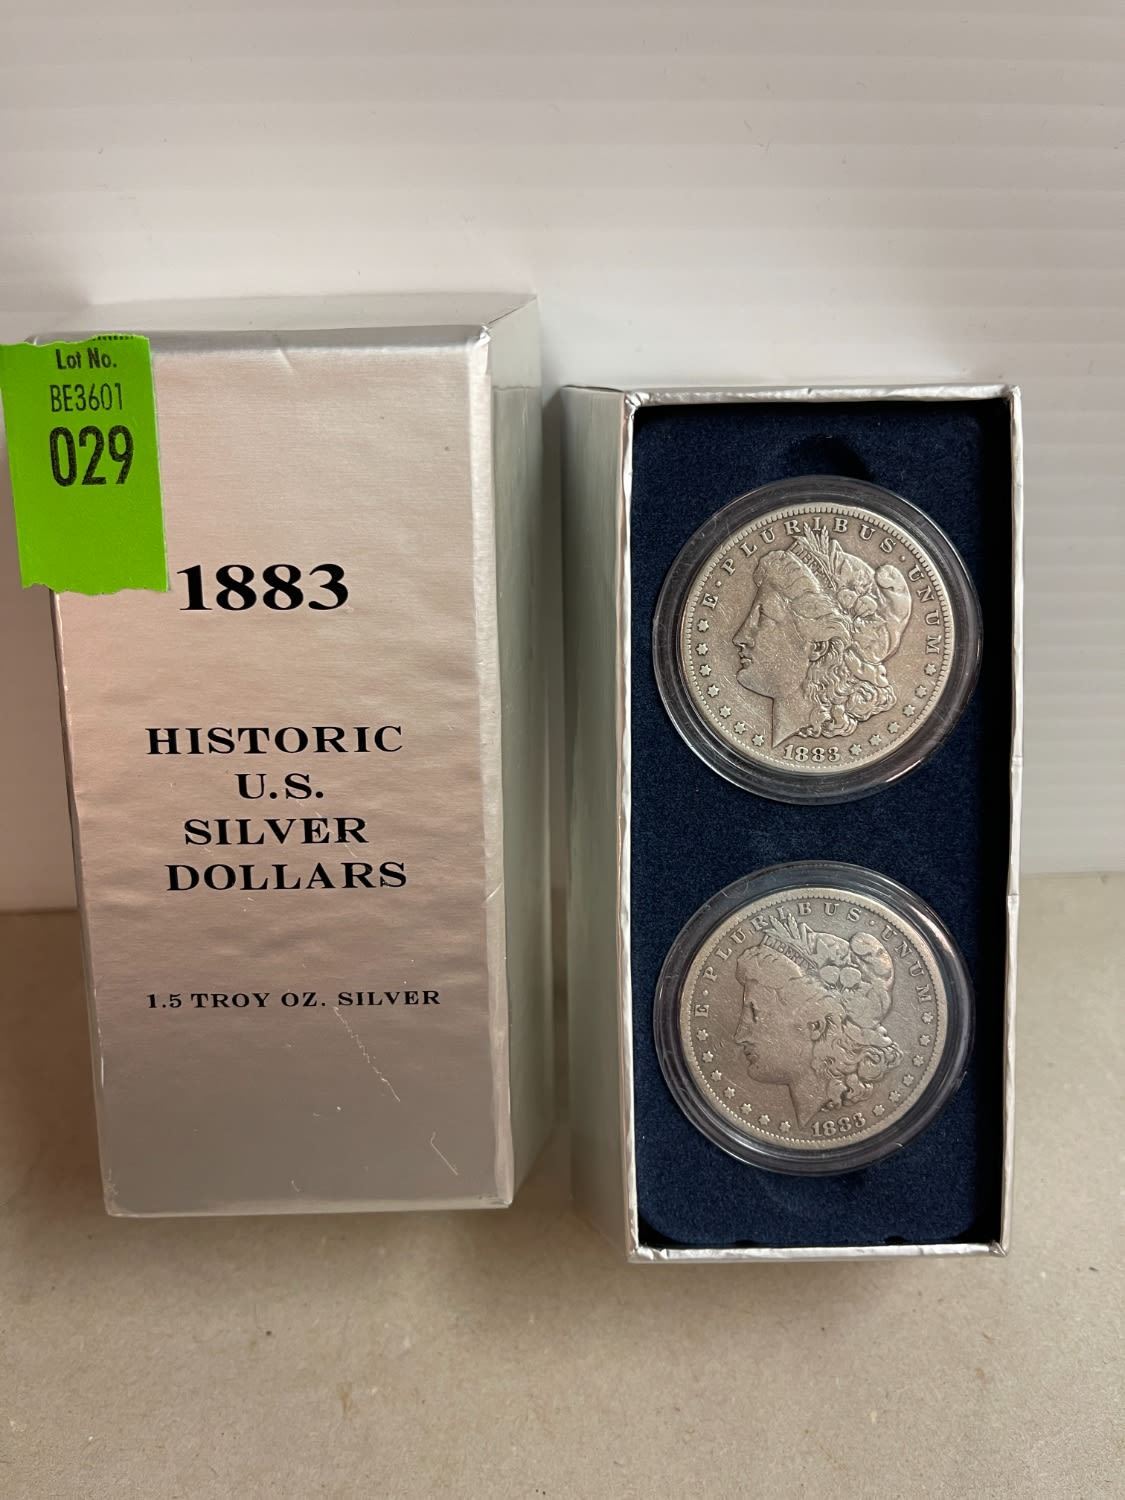 Lot No.
BE3601
029
1883
HISTORIC
U.S.
SILVER
DOLLARS
1.5 TROY OZ. SILVER
E·PLURIBUS·UNUM
LIBERTY
1883
E·PLURIBUS·UNUM
LIBERTY
1883